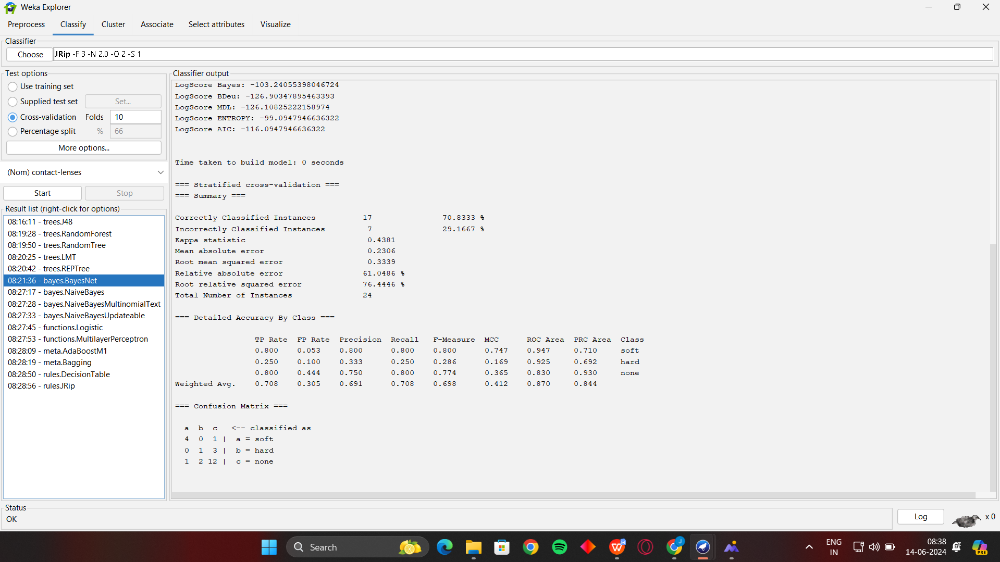 Weka Explorer
Preprocess Classify Cluster Associate Select attributes Visualize
Classifier
Choose JRip -F 3 -N 2.0 -O 2 -S 1
Test options
Use training set
Supplied test set Set...
Cross-validation Folds 10
Percentage split % 66
More options...
(Nom) contact-lenses
Start Stop
Result list (right-click for options)
08:16:11 - trees.J48
08:19:28 - trees.RandomForest
08:19:50 - trees.RandomTree
08:20:25 - trees.LMT
08:20:42 - trees.REPTree
08:21:36 - bayes.BayesNet
08:27:17 - bayes.NaiveBayes
08:27:28 - bayes.NaiveBayesMultinomialText
08:27:33 - bayes.NaiveBayesUpdateable
08:27:45 - functions.Logistic
08:27:53 - functions.MultilayerPerceptron
08:28:09 - meta.AdaBoostM1
08:28:19 - meta.Bagging
08:28:50 - rules.DecisionTable
08:28:56 - rules.JRip
Classifier output
LogScore Bayes: -103.24055398046724
LogScore BDeu: -126.90347895463393
LogScore MDL: -126.10825222158974
LogScore ENTROPY: -99.0947946636322
LogScore AIC: -116.0947946636322
Time taken to build model: 0 seconds
=== Stratified cross-validation ===
=== Summary ===
Correctly Classified Instances 17 70.8333 %
Incorrectly Classified Instances 7 29.1667 %
Kappa statistic 0.4381
Mean absolute error 0.2306
Root mean squared error 0.3339
Relative absolute error 61.0486 %
Root relative squared error 76.4446 %
Total Number of Instances 24
=== Detailed Accuracy By Class ===
TP Rate FP Rate Precision Recall F-Measure MCC ROC Area PRC Area Class
0.800 0.053 0.800 0.800 0.800 0.747 0.947 0.710 soft
0.250 0.100 0.333 0.250 0.286 0.169 0.925 0.692 hard
0.800 0.444 0.750 0.800 0.774 0.365 0.830 0.930 none
Weighted Avg. 0.708 0.305 0.691 0.708 0.698 0.412 0.870 0.844
=== Confusion Matrix ===
a b c <-- classified as
4 0 1 | a = soft
0 1 3 | b = hard
1 2 12 | c = none
Status
OK
Log x 0
Search
ENG
IN
08:38
14-06-2024
W
J
PRE